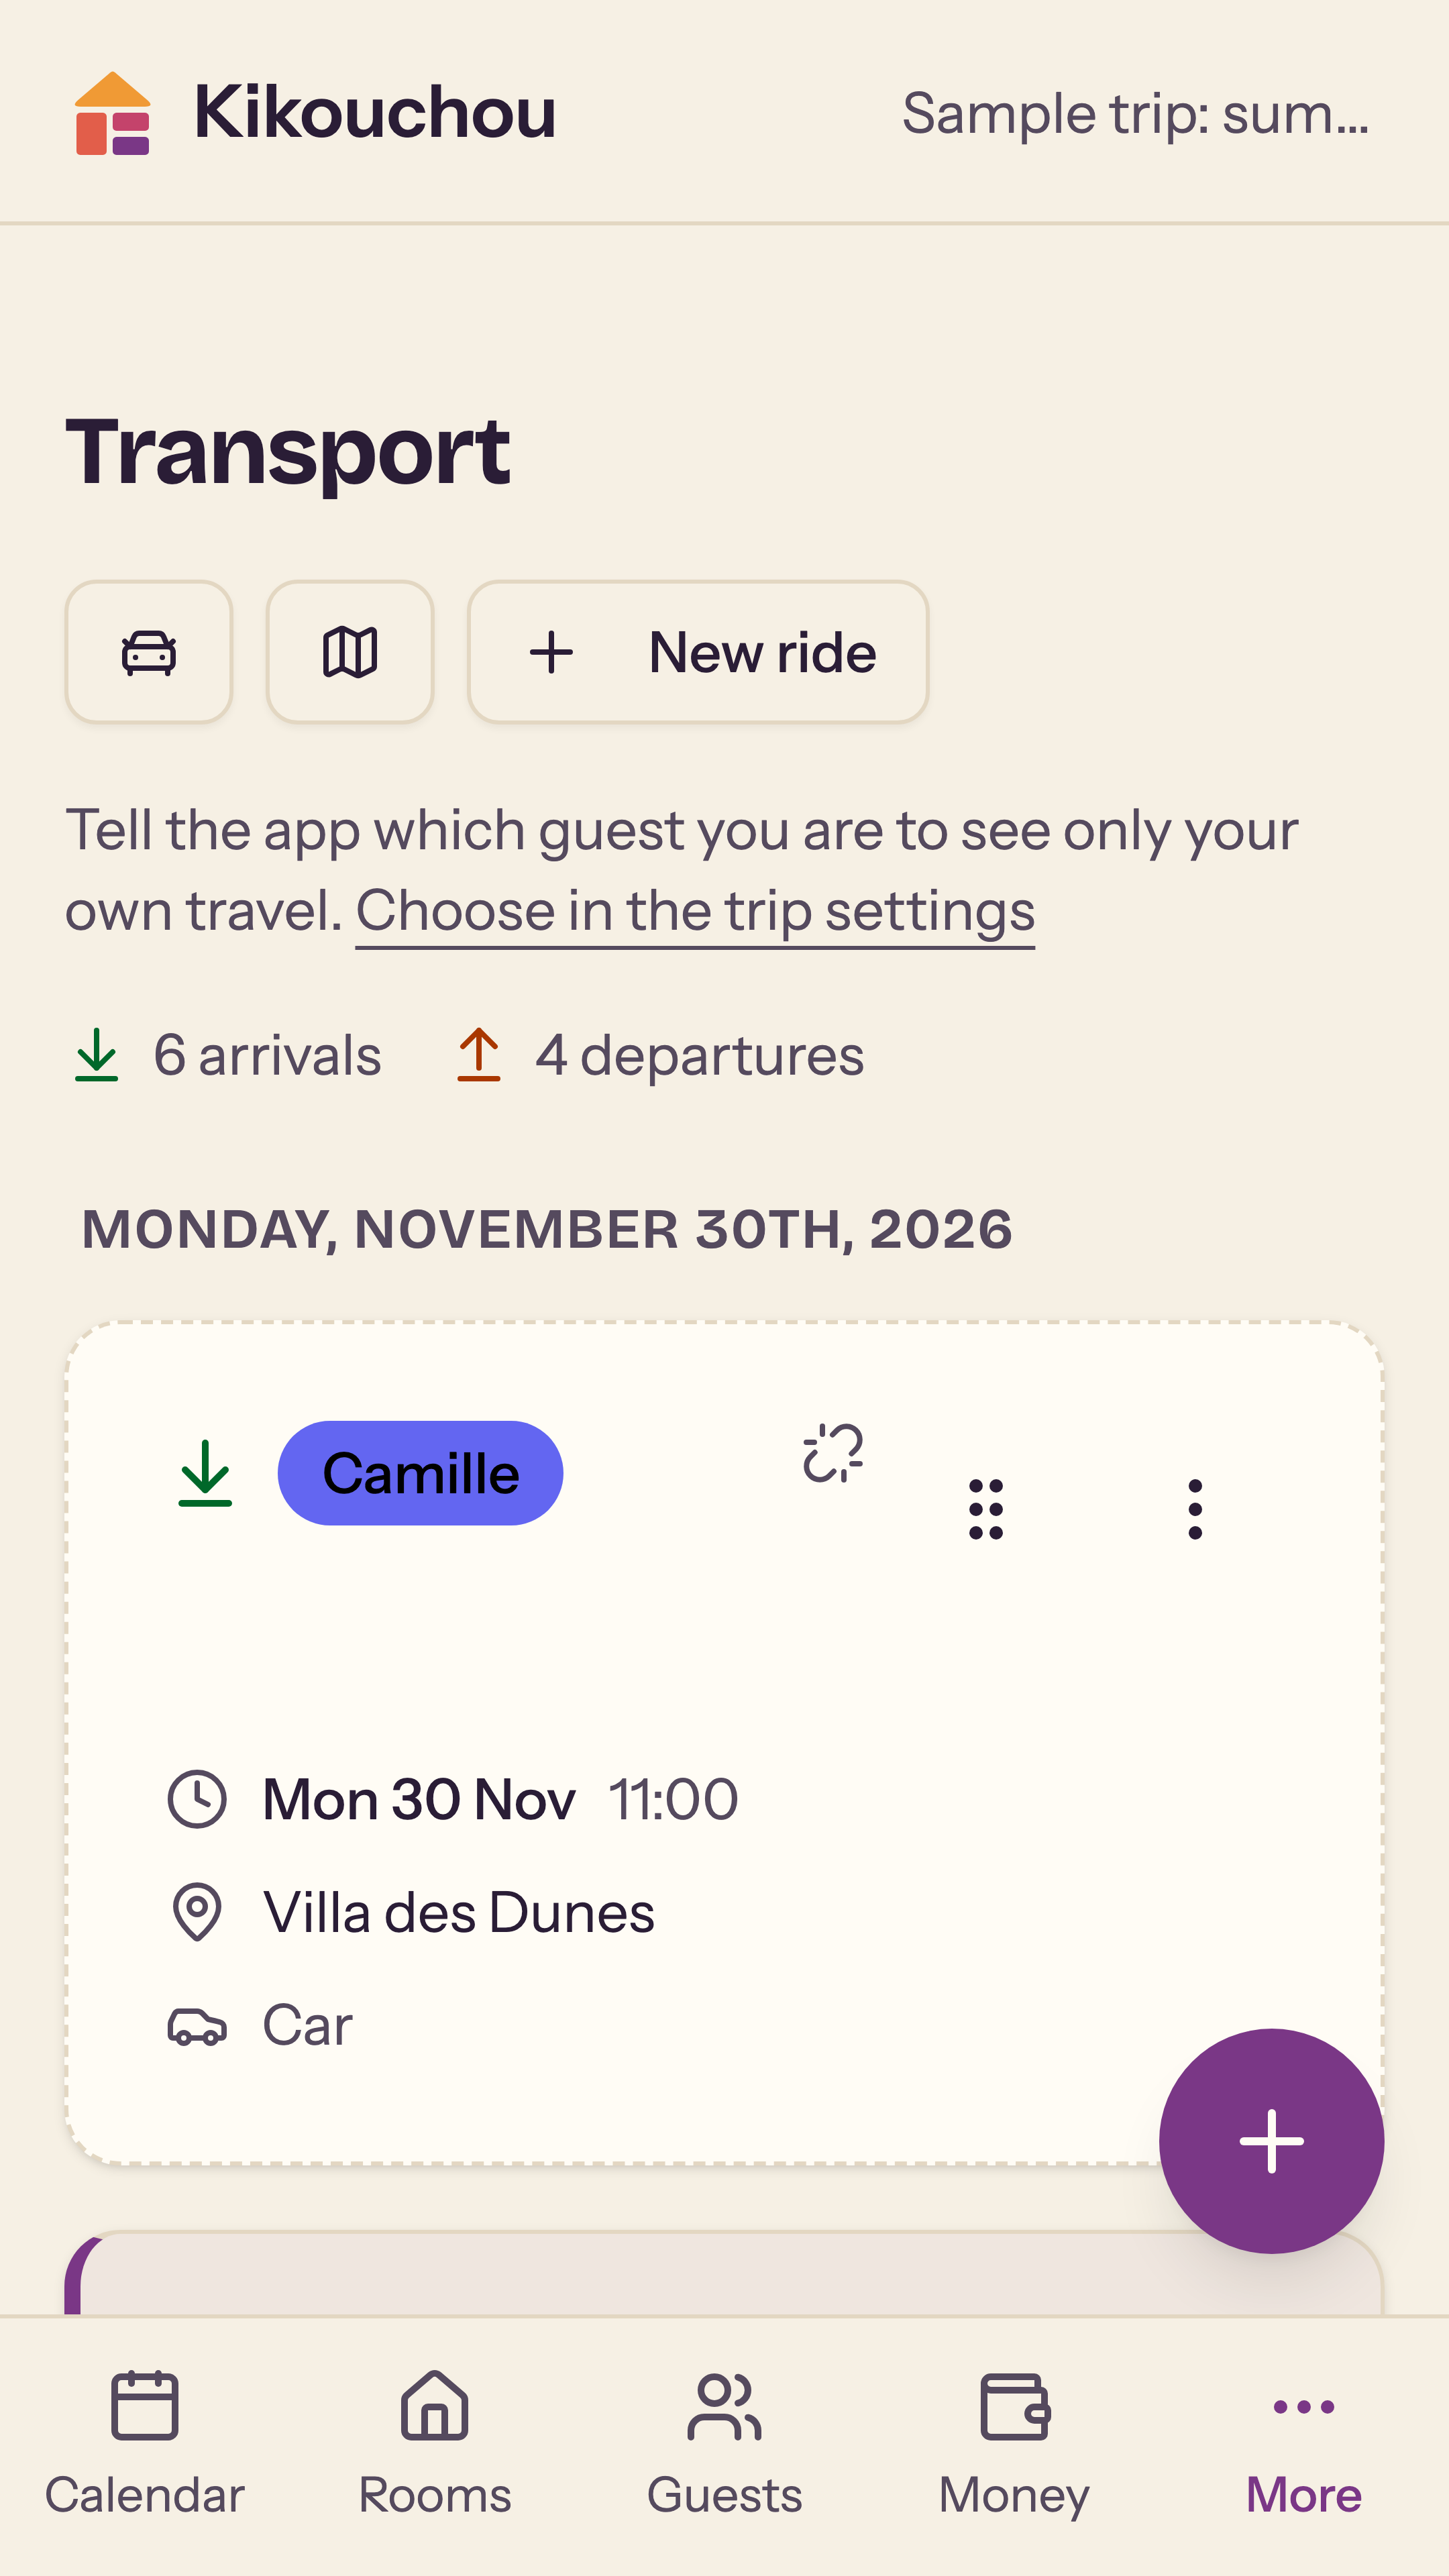 Kikouchou
Sample trip: sum...
Transport
New ride
Tell the app which guest you are to see only your
own travel. Choose in the trip settings
6 arrivals
4 departures
MONDAY, NOVEMBER 30TH, 2026
Camille
Mon 30 Nov 11:00
Villa des Dunes
Car
Calendar
Rooms
Guests
Money
More